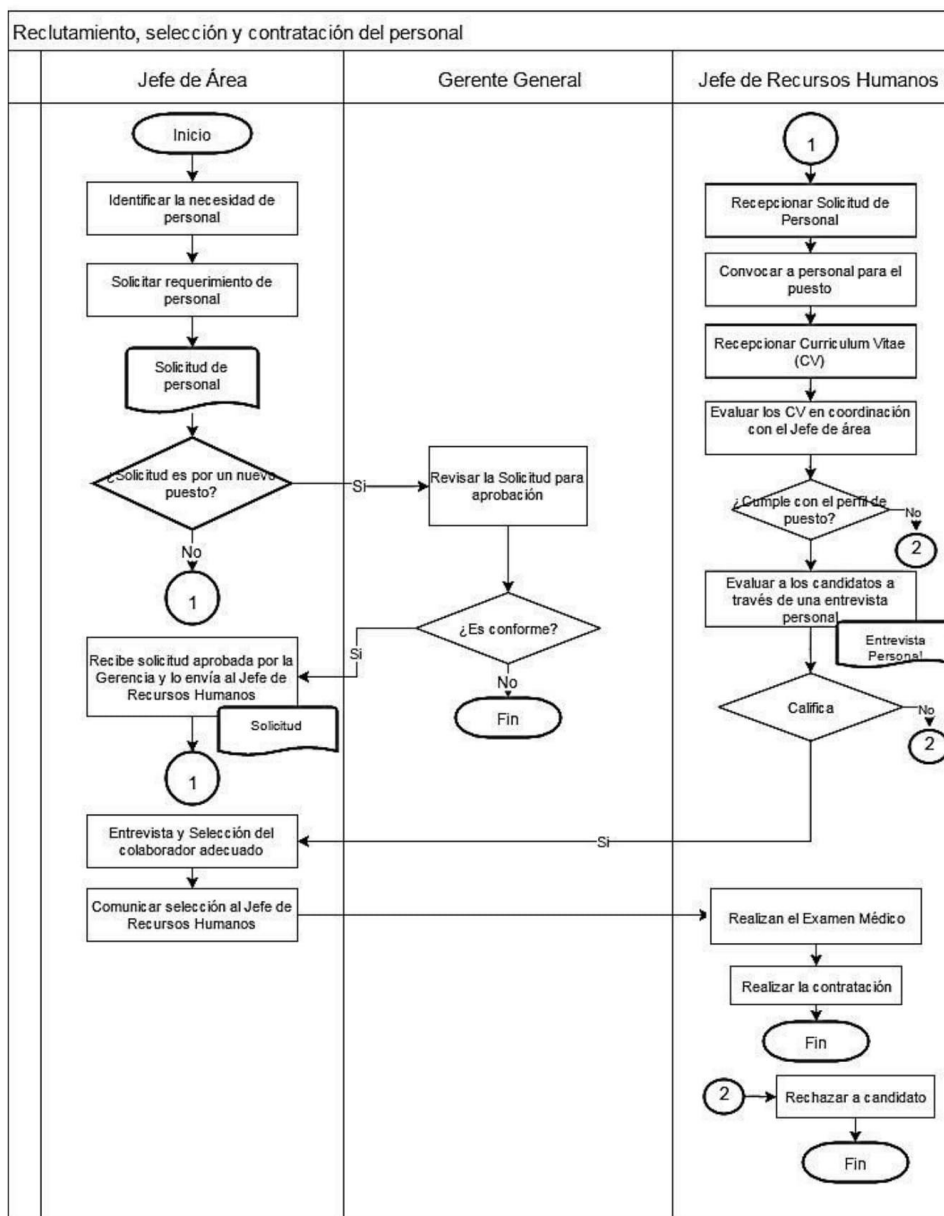 Reclutamiento, selección y contratación del personal
Jefe de Área
Gerente General
Jefe de Recursos Humanos
Inicio
Identificar la necesidad de
personal
Solicitar requerimiento de
personal
Solicitud de
personal
¿Solicitud es por un nuevo
puesto?
Si
No
1
Recibe solicitud aprobada por la
Gerencia y lo envía al Jefe de
Recursos Humanos
Solicitud
1
Entrevista y Selección del
colaborador adecuado
Comunicar selección al Jefe de
Recursos Humanos
Revisar la Solicitud para
aprobación
¿Es conforme?
Si
No
Fin
1
Recepcionar Solicitud de
Personal
Convocar a personal para el
puesto
Recepcionar Curriculum Vitae
(CV)
Evaluar los CV en coordinación
con el Jefe de área
¿Cumple con el perfil de
puesto?
No
2
Evaluar a los candidatos a
través de una entrevista
personal
Entrevista
Personal
Califica
No
2
Si
Realizan el Examen Médico
Realizar la contratación
Fin
2
Rechazar a candidato
Fin